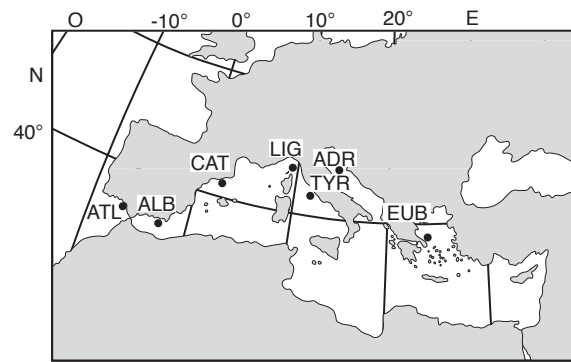 O -10° 0° 10° 20° E
N
40°
LIG
CAT
ADR
TYR
ATL
ALB
EUB